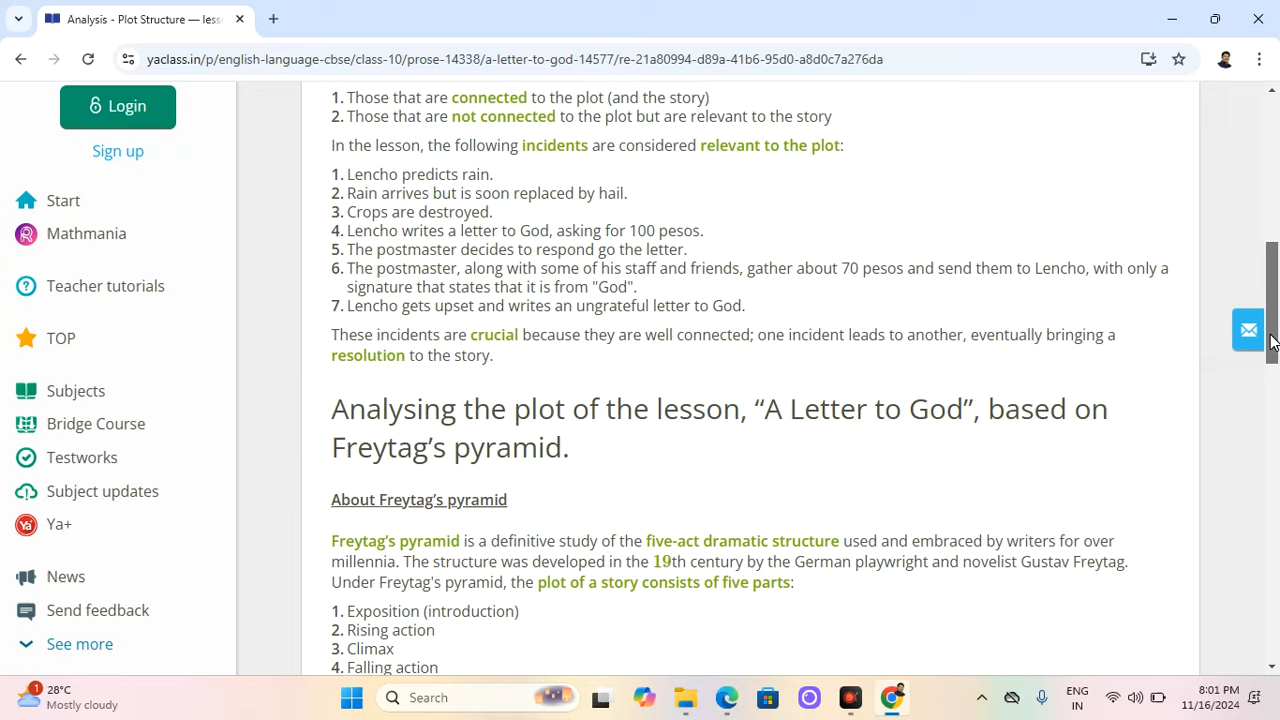 Analysis - Plot Structure — less
yaclass.in/p/english-language-cbse/class-10/prose-14338/a-letter-to-god-14577/re-21a80994-d89a-41b6-95d0-a8d0c7a276da
Login
Sign up
Start
Mathmania
Teacher tutorials
TOP
Subjects
Bridge Course
Testworks
Subject updates
Ya+
News
Send feedback
See more
1. Those that are connected to the plot (and the story)
2. Those that are not connected to the plot but are relevant to the story
In the lesson, the following incidents are considered relevant to the plot:
1. Lencho predicts rain.
2. Rain arrives but is soon replaced by hail.
3. Crops are destroyed.
4. Lencho writes a letter to God, asking for 100 pesos.
5. The postmaster decides to respond go the letter.
6. The postmaster, along with some of his staff and friends, gather about 70 pesos and send them to Lencho, with only a
signature that states that it is from "God".
7. Lencho gets upset and writes an ungrateful letter to God.
These incidents are crucial because they are well connected; one incident leads to another, eventually bringing a
resolution to the story.
Analysing the plot of the lesson, “A Letter to God”, based on
Freytag’s pyramid.
About Freytag’s pyramid
Freytag’s pyramid is a definitive study of the five-act dramatic structure used and embraced by writers for over
millennia. The structure was developed in the 19th century by the German playwright and novelist Gustav Freytag.
Under Freytag's pyramid, the plot of a story consists of five parts:
1. Exposition (introduction)
2. Rising action
3. Climax
4. Falling action
1
28°C
Mostly cloudy
Search
ENG
IN
8:01 PM
11/16/2024